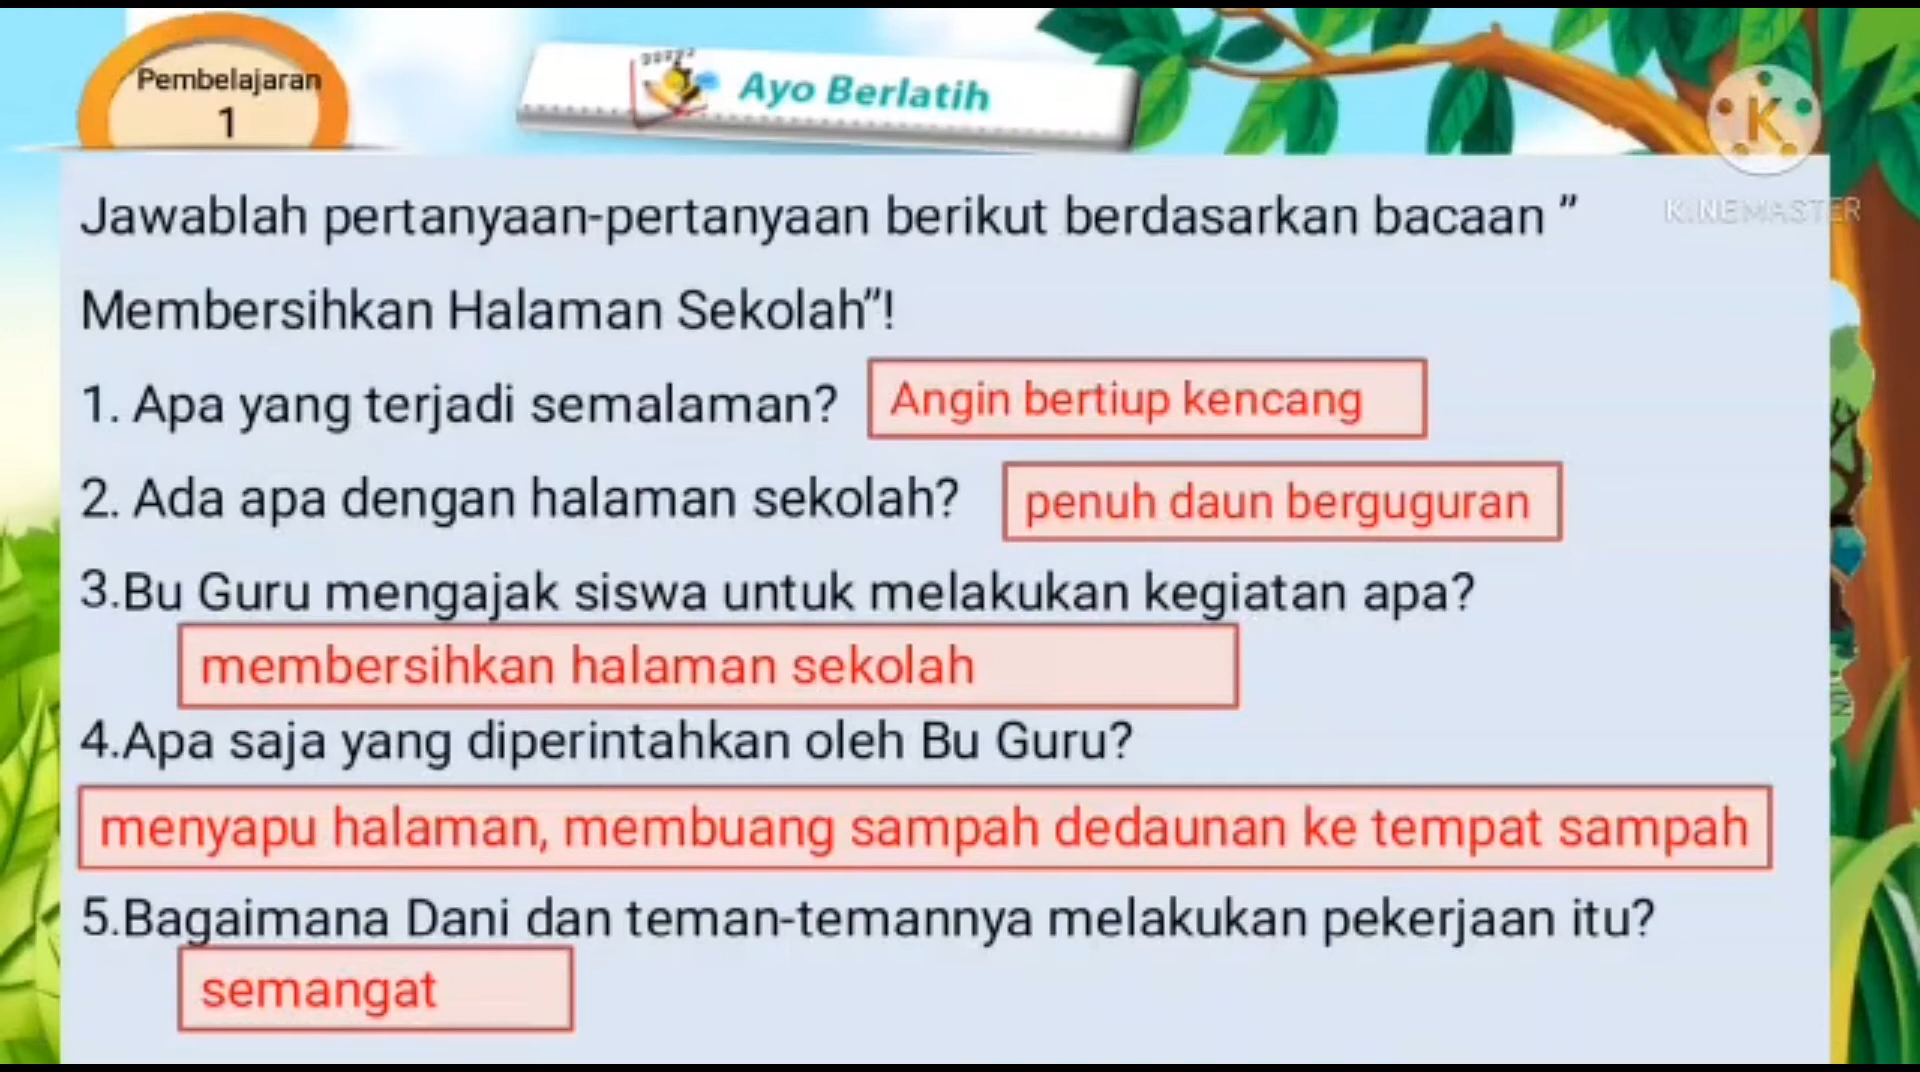 Pembelajaran
1
Ayo Berlatih
KINEMASTER
Jawablah pertanyaan-pertanyaan berikut berdasarkan bacaan "
Membersihkan Halaman Sekolah"!
1. Apa yang terjadi semalaman? Angin bertiup kencang
2. Ada apa dengan halaman sekolah? penuh daun berguguran
3.Bu Guru mengajak siswa untuk melakukan kegiatan apa?
membersihkan halaman sekolah
4.Apa saja yang diperintahkan oleh Bu Guru?
menyapu halaman, membuang sampah dedaunan ke tempat sampah
5.Bagaimana Dani dan teman-temannya melakukan pekerjaan itu?
semangat